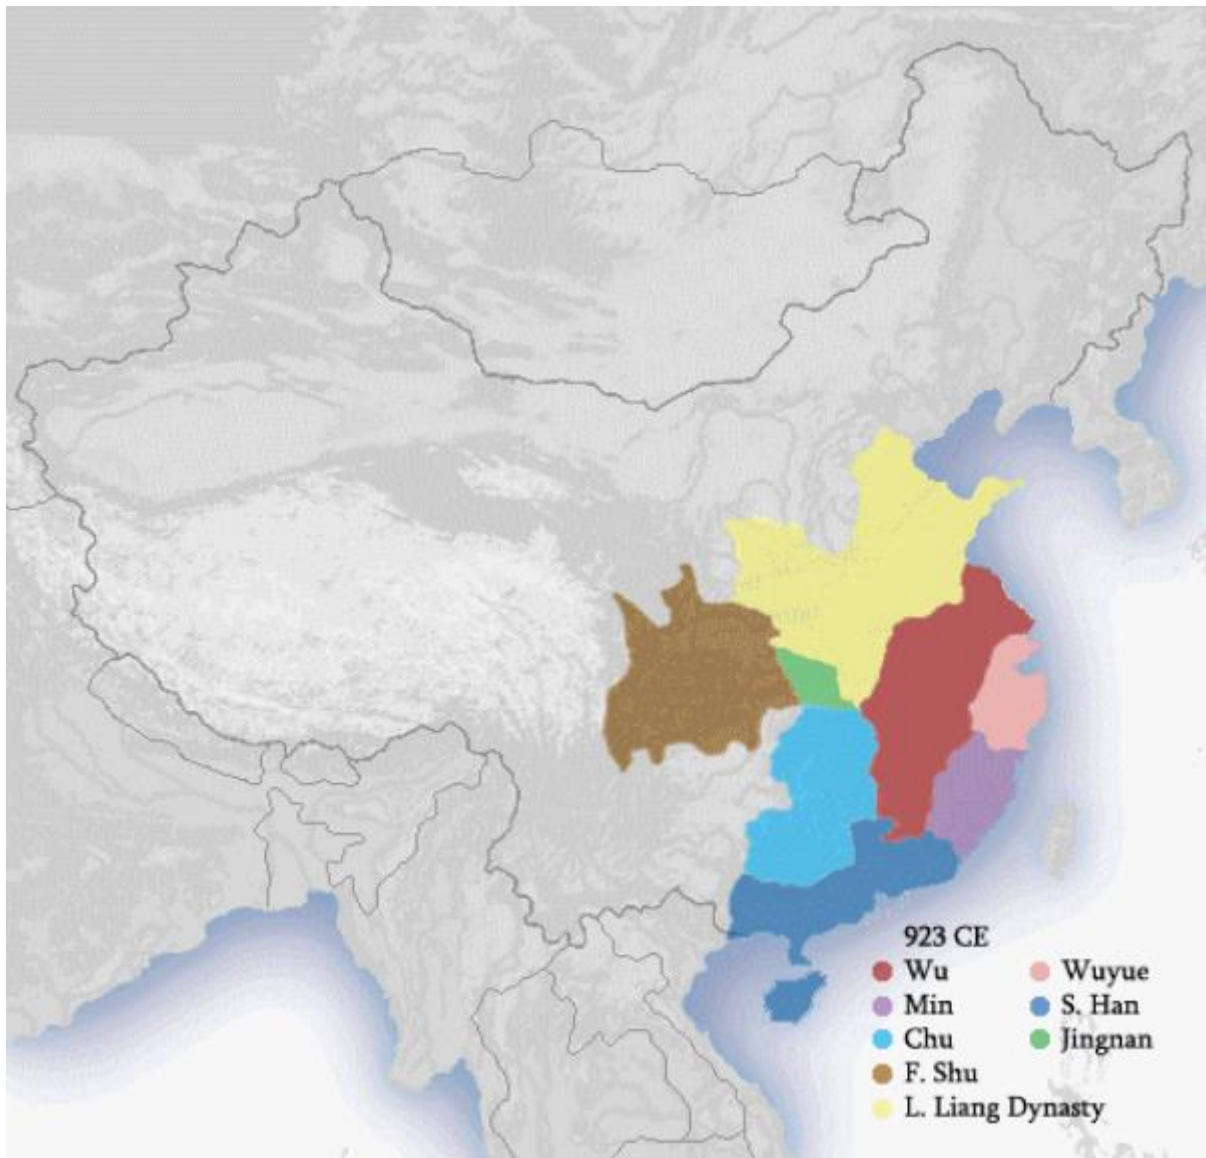 923 CE
Wu
Wuyue
Min
S. Han
Chu
Jingnan
F. Shu
L. Liang Dynasty